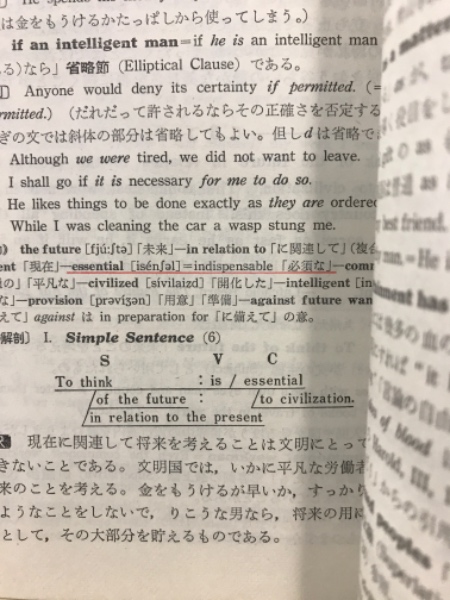 は金をもうけるかたっぱしから使ってしまう。)
if an intelligent man=if he is an intelligent man
る)なら」省略節 (Elliptical Clause) である。
Anyone would deny its certainty if permitted. (=
rmitted.) (だれだって許されるならその正確さを否定する
ぎの文では斜体の部分は省略してもよい。但しdは省略で
Although we were tired, we did not want to leave.
I shall go if it is necessary for me to do so.
He likes things to be done exactly as they are ordered
While I was cleaning the car a wasp stung me.
the future [fjúːtʃə]「未来」—in relation to「に関連して」(複合
ent「現在」—essential [isénʃəl]=indispensable「必須な」—comm
の」「平凡な」—civilized [sívilaizd]「開化した」—intelligent [in
な」—provision [prəvíʒən]「用意」「準備」—against future wan
えて」against は in preparation for「に備えて」の意。
解剖〕 I. Simple Sentence (6)
S V C
To think : is / essential
/of the future : /to civilization.
/in relation to the present
現在に関連して将来を考えることは文明にとって
きないことである。文明国では,いかに平凡な労働者
来のことを考える。金をもうけるが早いか,すっかり
ようなことをしないで,りこうな男なら,将来の用に
として,その大部分を貯えるものである。